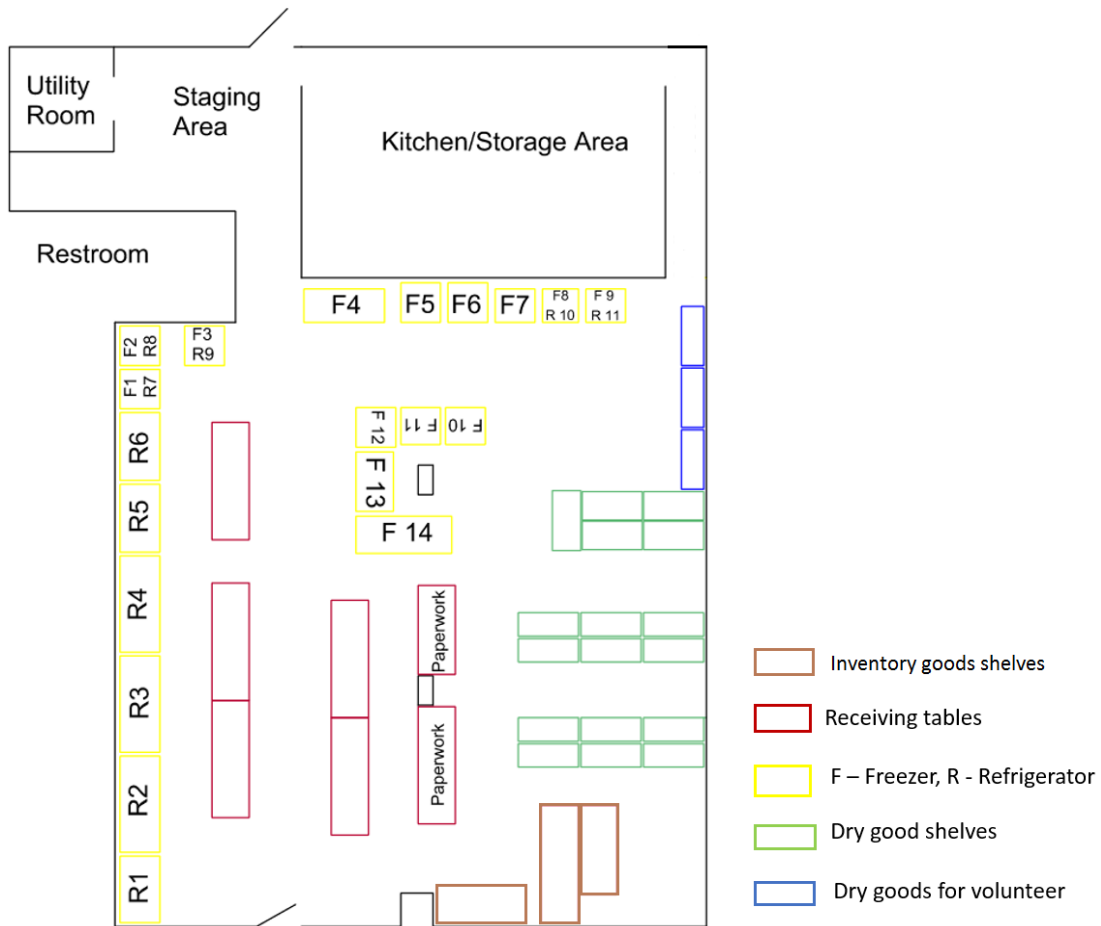 Utility
Room
Staging
Area
Kitchen/Storage Area
Restroom
F4
F5
F6
F7
F8
R 10
F 9
R 11
F2
R8
F3
R9
F1
R7
R6
R5
R4
R3
R2
R1
F 12
F 11
F 10
F 13
F 14
Paperwork
Paperwork
Inventory goods shelves
Receiving tables
F – Freezer, R - Refrigerator
Dry good shelves
Dry goods for volunteer